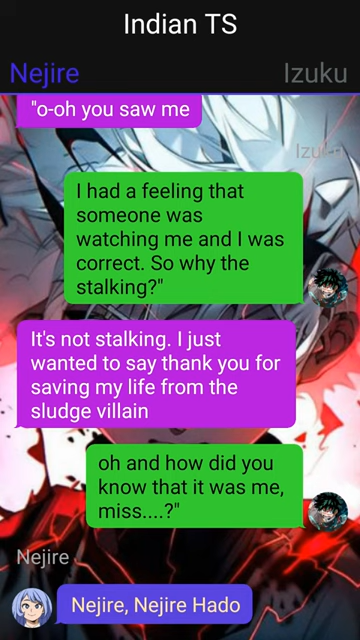 Indian TS
Nejire Izuku
"o-oh you saw me
Izuku
I had a feeling that
someone was
watching me and I was
correct. So why the
stalking?"
It's not stalking. I just
wanted to say thank you for
saving my life from the
sludge villain
oh and how did you
know that it was me,
miss....?"
Nejire
Nejire, Nejire Hado